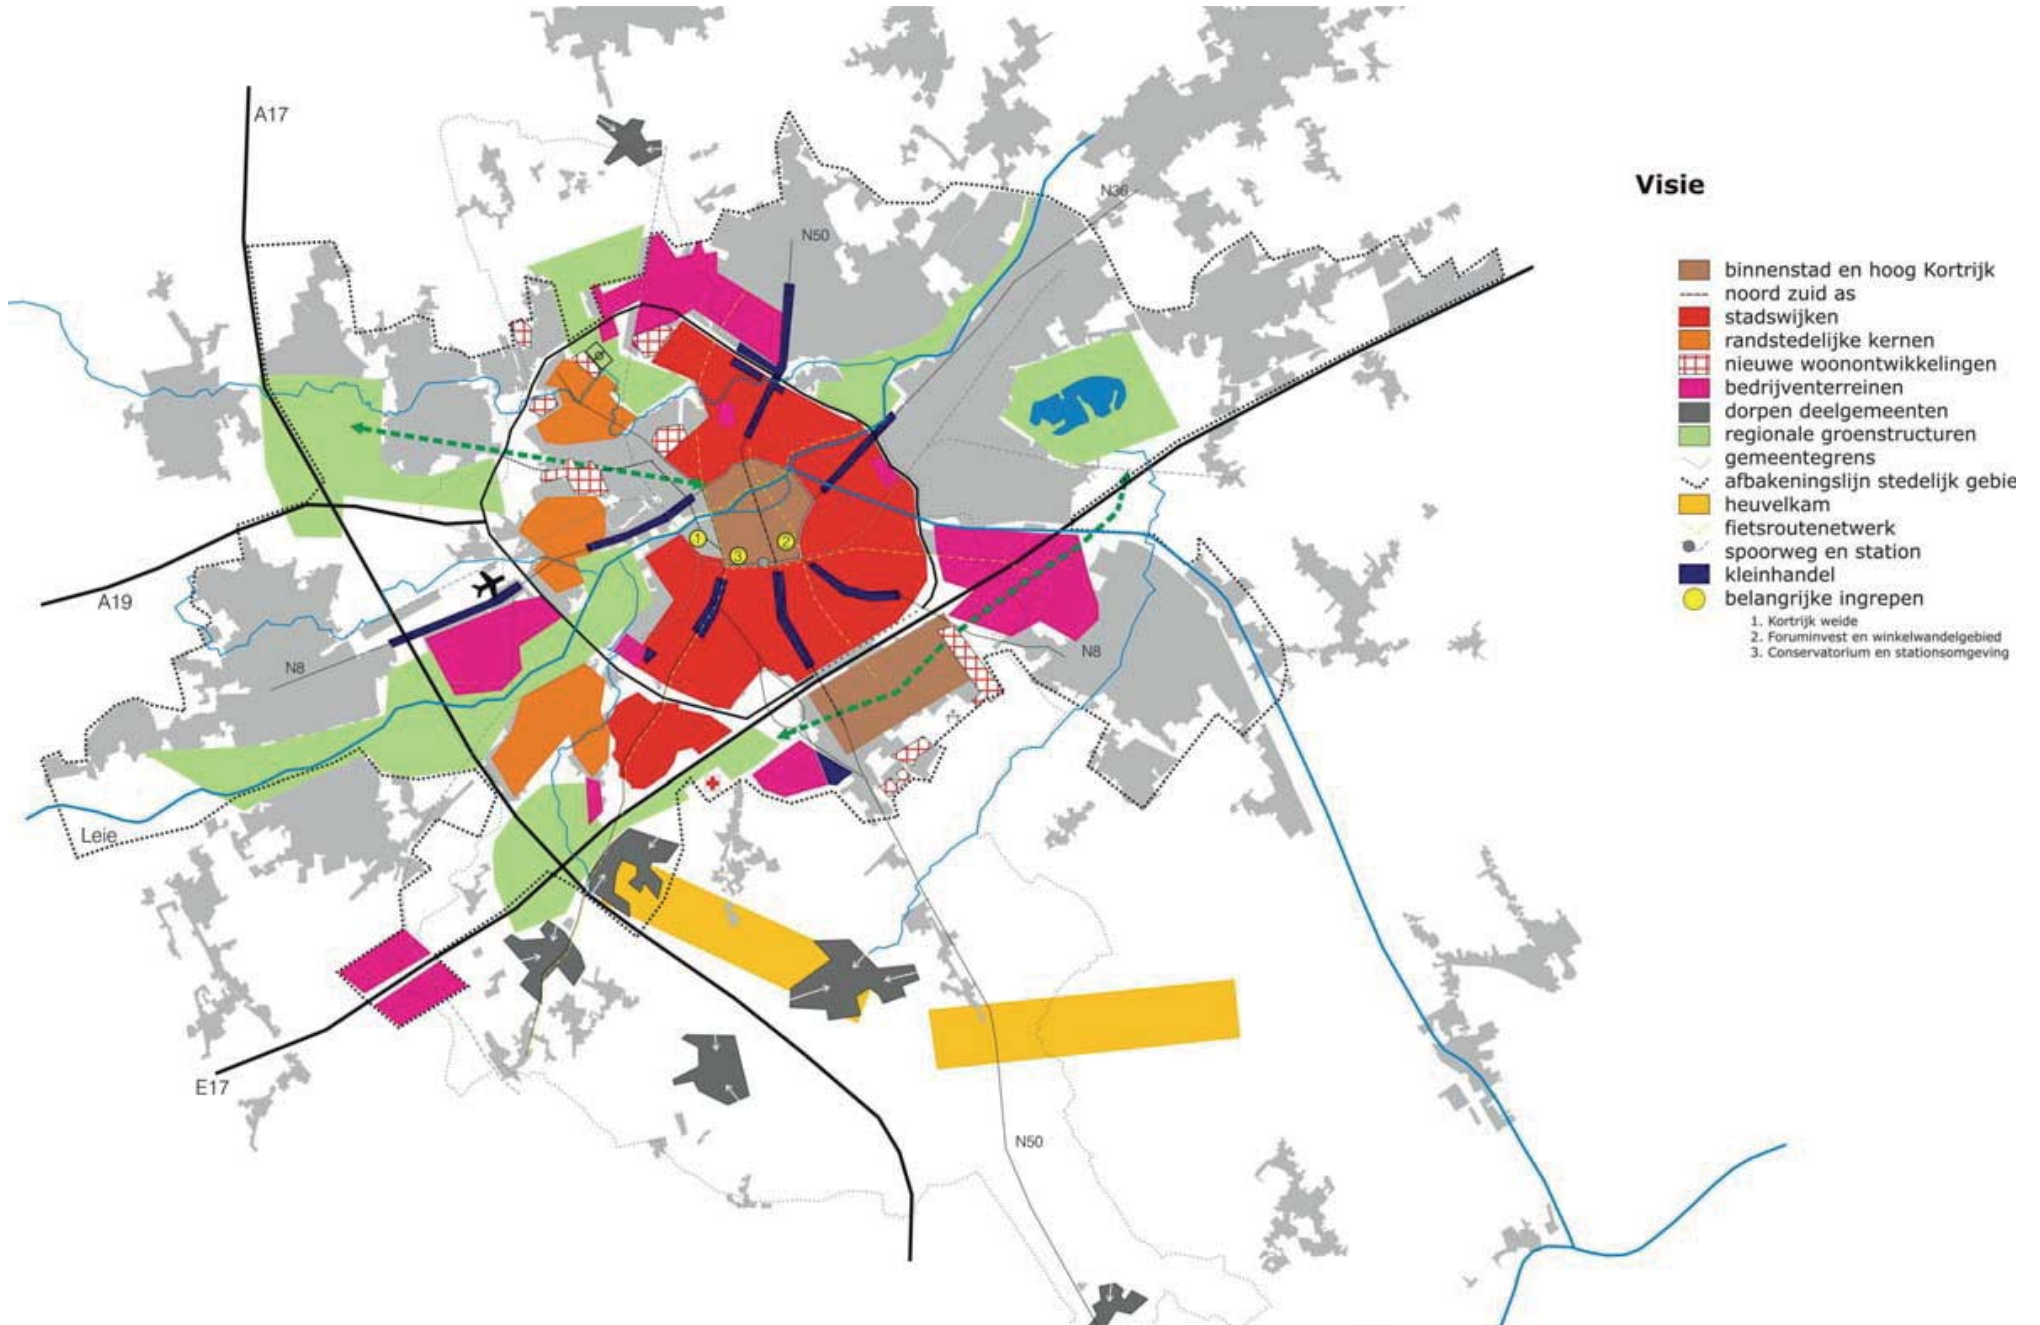 A17
N36
N50
Visie
binnenstad en hoog Kortrijk
noord zuid as
stadswijken
randstedelijke kernen
nieuwe woonontwikkelingen
bedrijventerreinen
dorpen deelgemeenten
regionale groenstructuren
gemeentegrens
afbakeningslijn stedelijk gebie
heuvelkam
fietsroutenetwerk
spoorweg en station
kleinhandel
belangrijke ingrepen
1. Kortrijk weide
2. Foruminvest en winkelwandelgebied
3. Conservatorium en stationsomgeving
1
2
3
A19
N8
N8
Leie
E17
N50